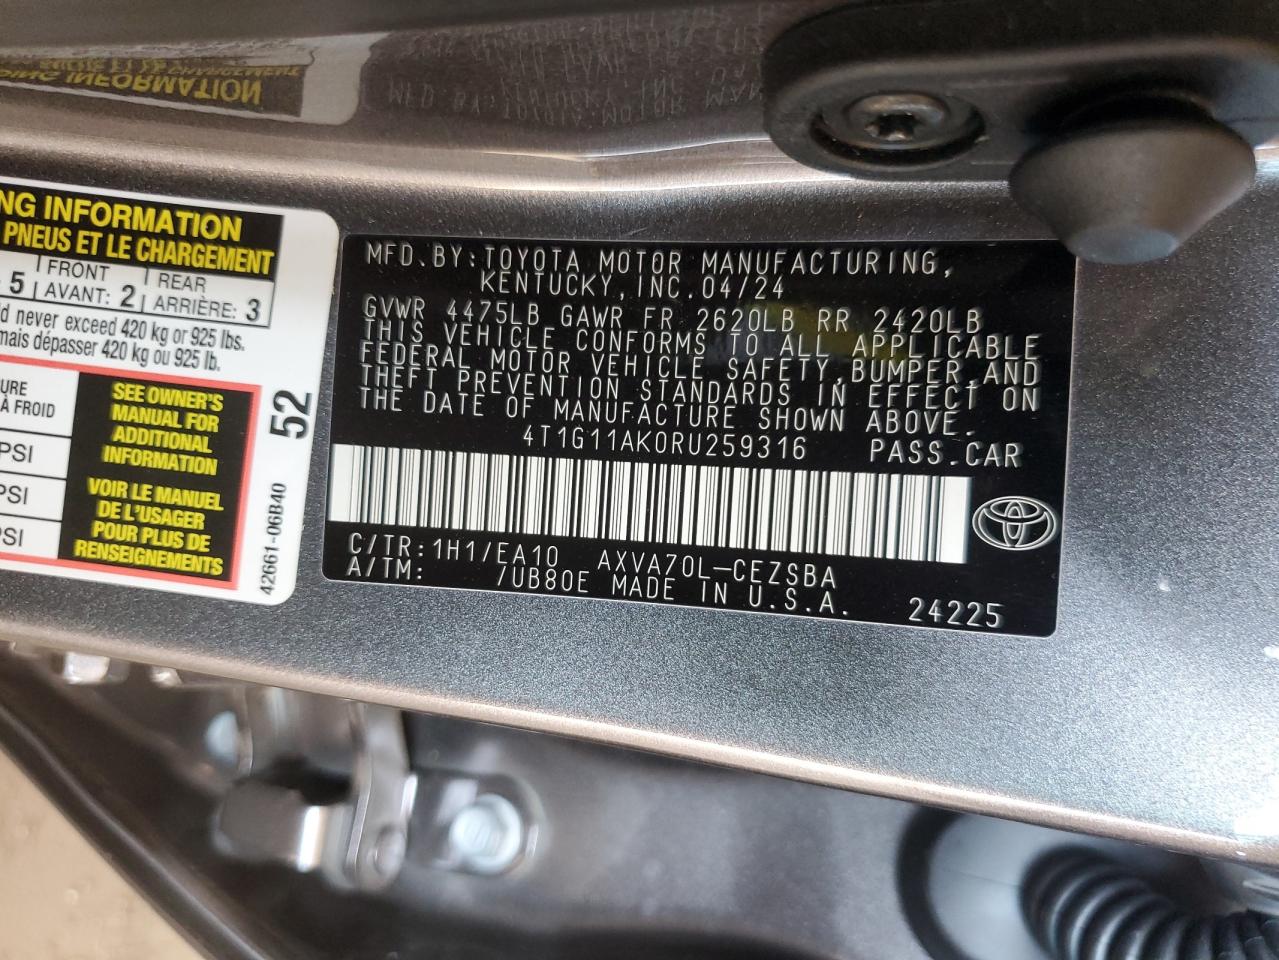 NG INFORMATION
PNEUS ET LE CHARGEMENT
5 FRONT AVANT: 2 REAR ARRIÈRE: 3
never exceed 420 kg or 925 lbs.
mais dépasser 420 kg ou 925 lb.
À FROID
PSI
PSI
PSI
SEE OWNER'S
MANUAL FOR
ADDITIONAL
INFORMATION
VOIR LE MANUEL
DE L'USAGER
POUR PLUS DE
RENSEIGNEMENTS
52
42661-06B40
MFD.BY:TOYOTA MOTOR MANUFACTURING,
KENTUCKY,INC.04/24
GVWR 4475LB GAWR FR 2620LB RR 2420LB
THIS VEHICLE CONFORMS TO ALL APPLICABLE
FEDERAL MOTOR VEHICLE SAFETY,BUMPER,AND
THEFT PREVENTION STANDARDS IN EFFECT ON
THE DATE OF MANUFACTURE SHOWN ABOVE.
4T1G11AK0RU259316 PASS.CAR
C/TR:1H1/EA10 AXVA70L-CEZSBA
A/TM: /UB80E MADE IN U.S.A. 24225